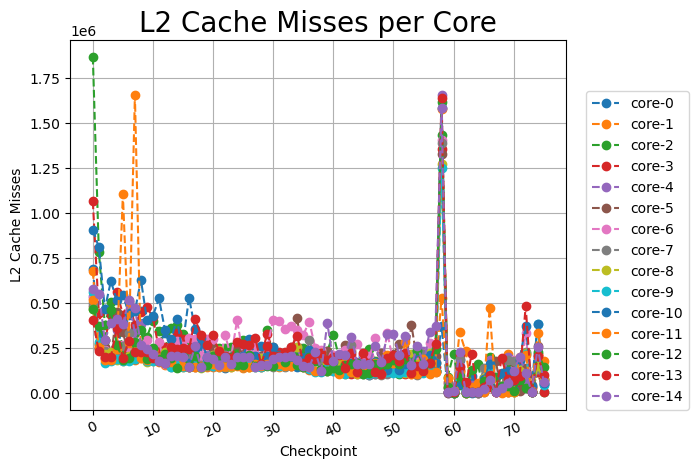 L2 Cache Misses per Core
1e6
1.75
1.50
1.25
1.00
0.75
0.50
0.25
0.00
L2 Cache Misses
0
10
20
30
40
50
60
70
Checkpoint
core-0
core-1
core-2
core-3
core-4
core-5
core-6
core-7
core-8
core-9
core-10
core-11
core-12
core-13
core-14